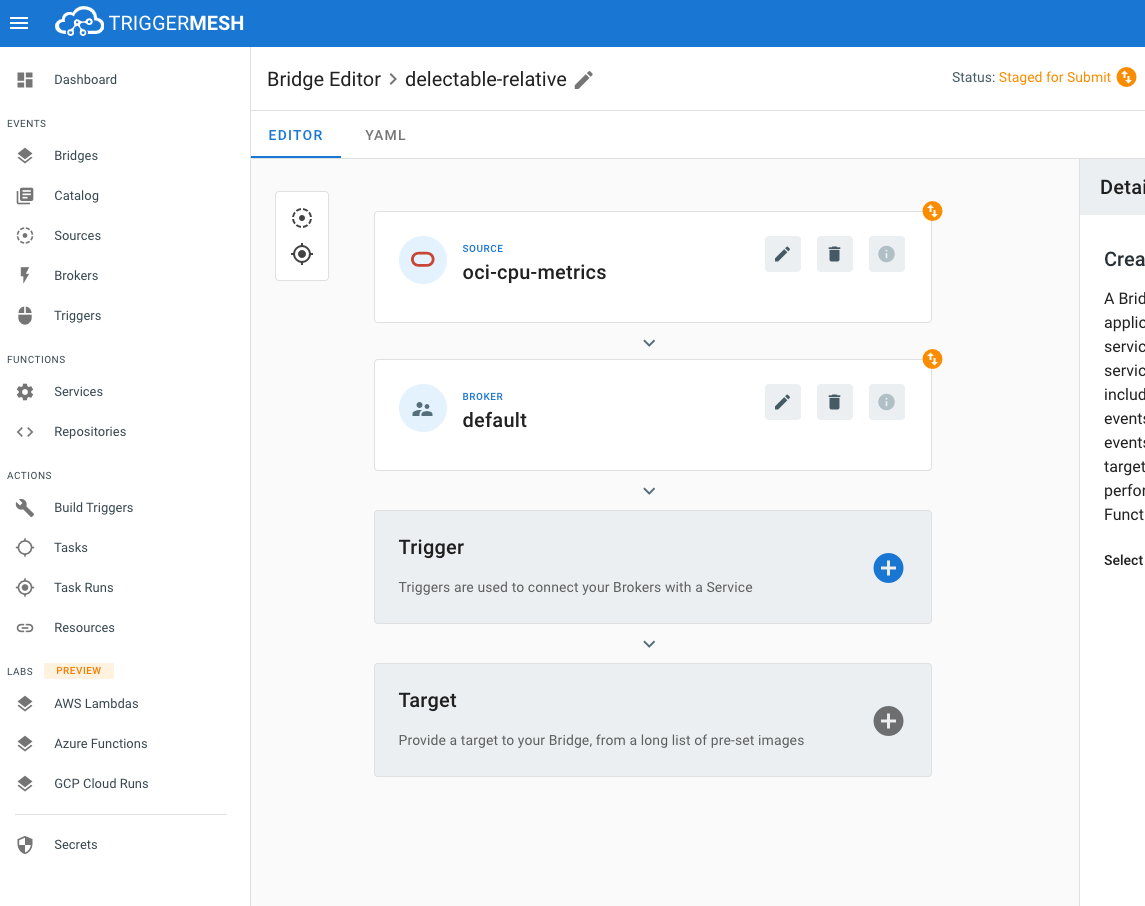 TRIGGERMESH
Dashboard
EVENTS
Bridges
Catalog
Sources
Brokers
Triggers
FUNCTIONS
Services
Repositories
ACTIONS
Build Triggers
Tasks
Task Runs
Resources
LABS PREVIEW
AWS Lambdas
Azure Functions
GCP Cloud Runs
Secrets
Bridge Editor > delectable-relative
Status: Staged for Submit
EDITOR YAML
SOURCE
oci-cpu-metrics
BROKER
default
Trigger
Triggers are used to connect your Brokers with a Service
Target
Provide a target to your Bridge, from a long list of pre-set images
Detai
Crea
A Brid
applic
servic
servic
includ
events
events
target
perfor
Funct
Select